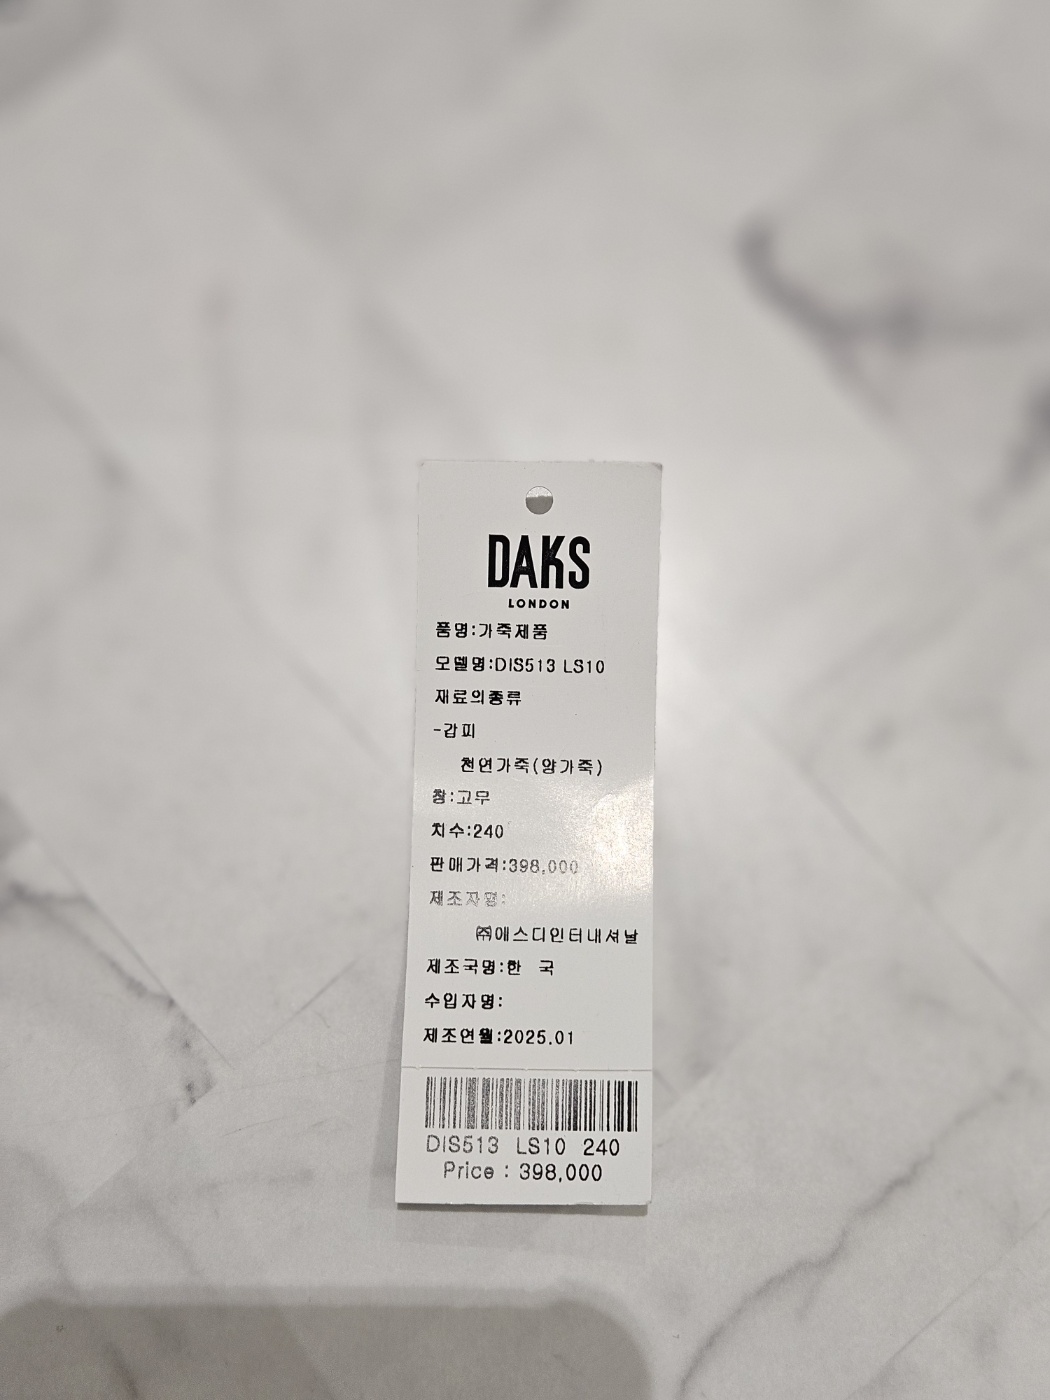 DAKS
LONDON
품명:가죽제품
모델명:DIS513 LS10
재료의종류
-갑피
천연가죽(양가죽)
창:고무
치수:240
판매가격:398,000
제조자명:
㈜에스디인터내셔날
제조국명:한 국
수입자명:
제조연월:2025.01
DIS513 LS10 240
Price : 398,000